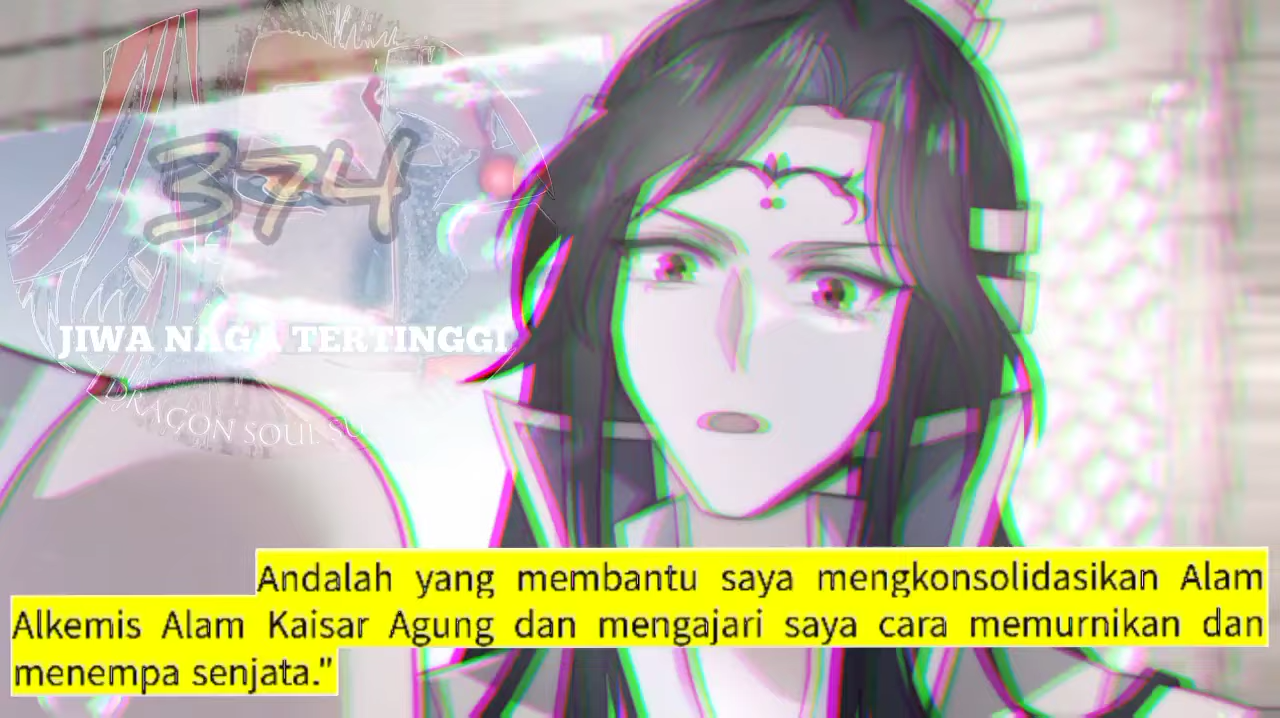 374
JIWA NAGA TERTINGGI
DRAGON SOUL
Andalah yang membantu saya mengkonsolidasikan Alam
Alkemis Alam Kaisar Agung dan mengajari saya cara memurnikan dan
menempa senjata."